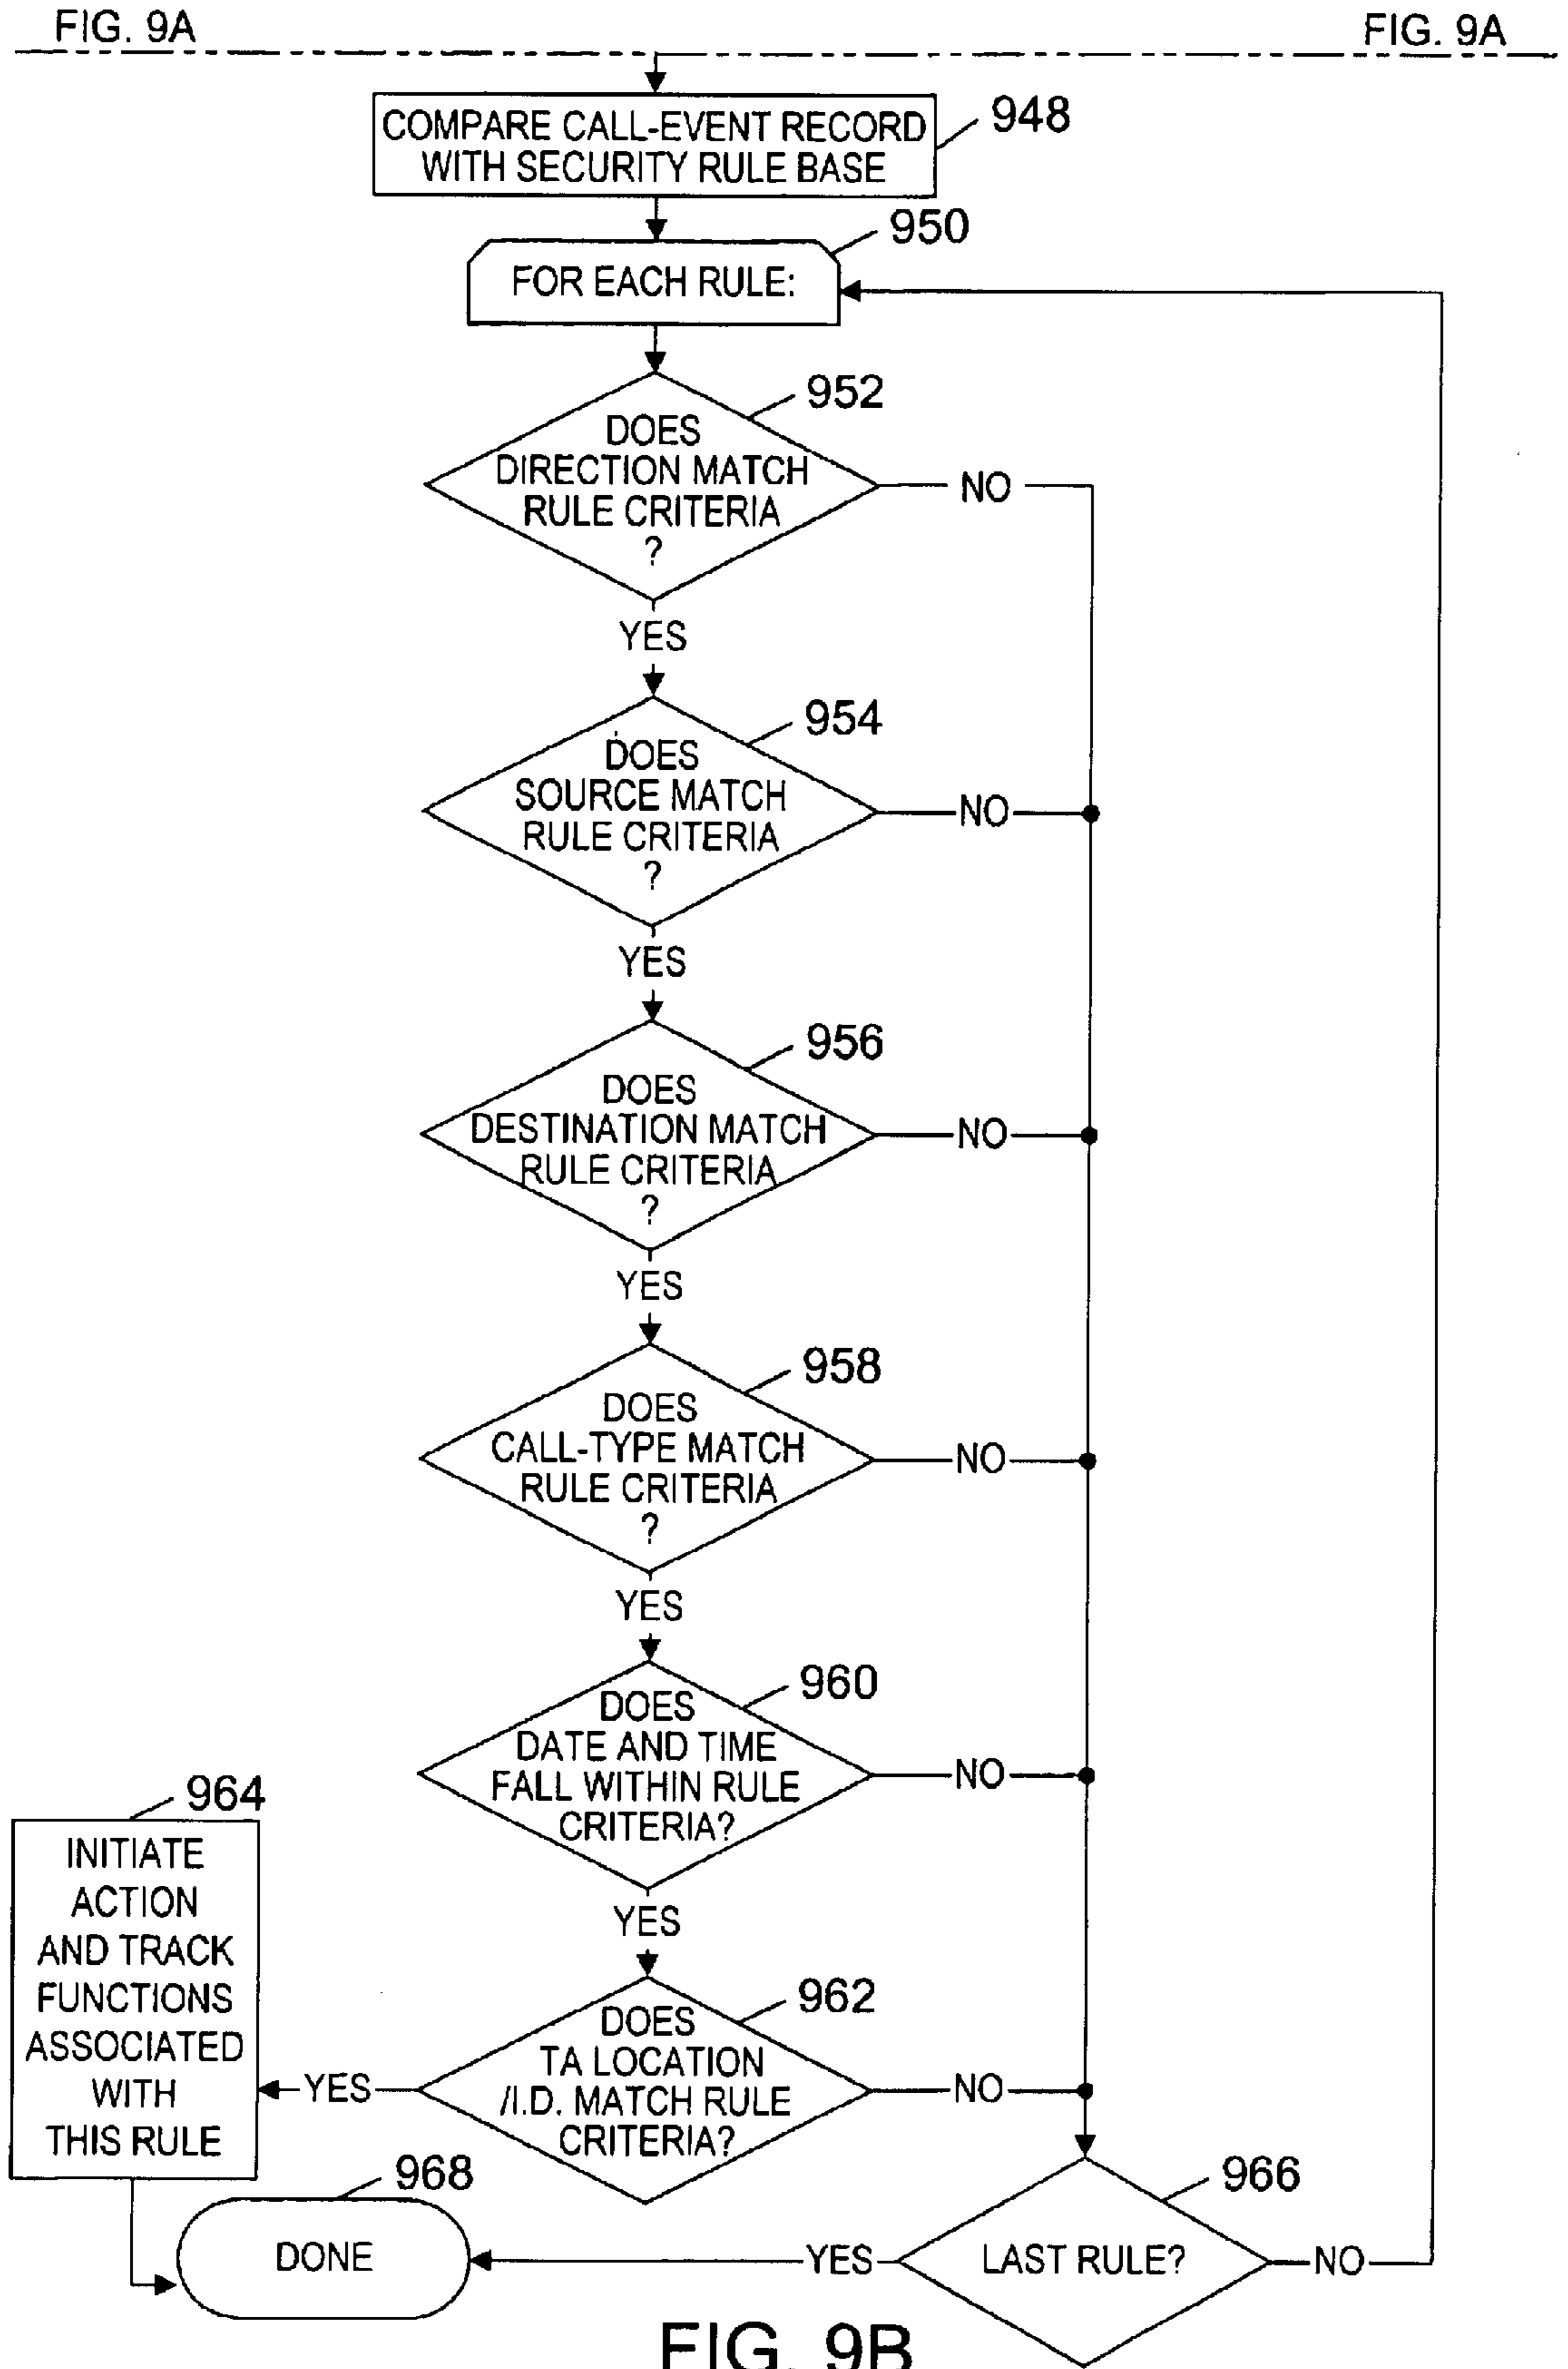 FIG. 9A
FIG. 9A
COMPARE CALL-EVENT RECORD
WITH SECURITY RULE BASE
948
950
FOR EACH RULE:
952
DOES
DIRECTION MATCH
RULE CRITERIA
?
NO
YES
954
DOES
SOURCE MATCH
RULE CRITERIA
?
NO
YES
956
DOES
DESTINATION MATCH
RULE CRITERIA
?
NO
YES
958
DOES
CALL-TYPE MATCH
RULE CRITERIA
?
NO
YES
960
DOES
DATE AND TIME
FALL WITHIN RULE
CRITERIA?
NO
YES
962
DOES
TA LOCATION
/I.D. MATCH RULE
CRITERIA?
NO
YES
964
INITIATE
ACTION
AND TRACK
FUNCTIONS
ASSOCIATED
WITH
THIS RULE
966
LAST RULE?
NO
YES
968
DONE
FIG. 9B